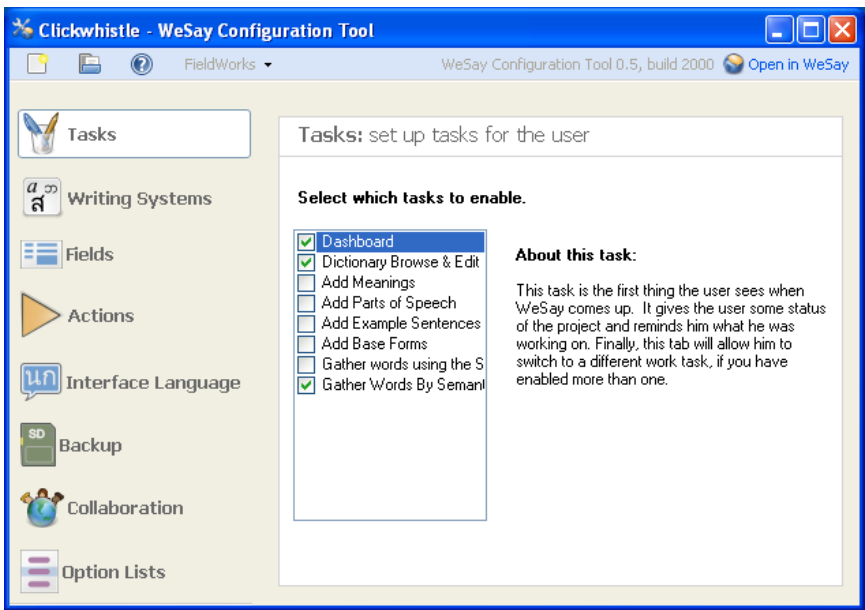 Clickwhistle - WeSay Configuration Tool
FieldWorks WeSay Configuration Tool 0.5, build 2000 Open in WeSay
Tasks
Writing Systems
Fields
Actions
Interface Language
Backup
Collaboration
Option Lists
Tasks: set up tasks for the user
Select which tasks to enable.
Dashboard
Dictionary Browse & Edit
Add Meanings
Add Parts of Speech
Add Example Sentences
Add Base Forms
Gather words using the S
Gather Words By Semant
About this task:
This task is the first thing the user sees when
WeSay comes up. It gives the user some status
of the project and reminds him what he was
working on. Finally, this tab will allow him to
switch to a different work task, if you have
enabled more than one.